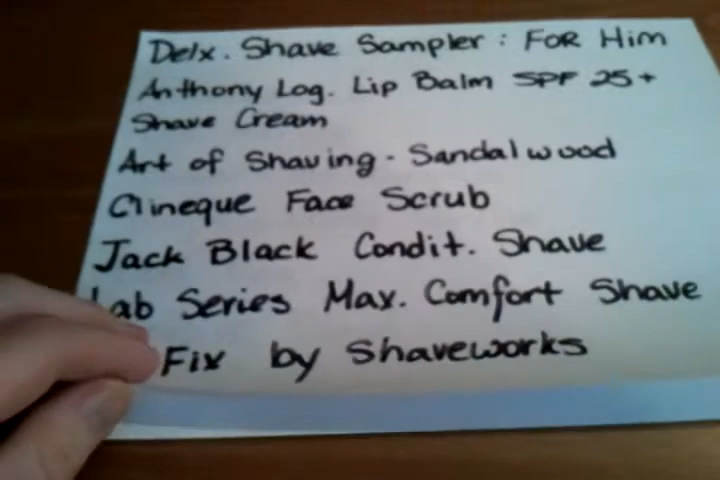 Delx. Shave Sampler: FOR Him
Anthony Log. Lip Balm SPF 25+
Shave Cream
Art of Shaving - Sandalwood
Clineque Face Scrub
Jack Black Condit. Shave
Lab Series Max. Comfort Shave
Fix by Shaveworks